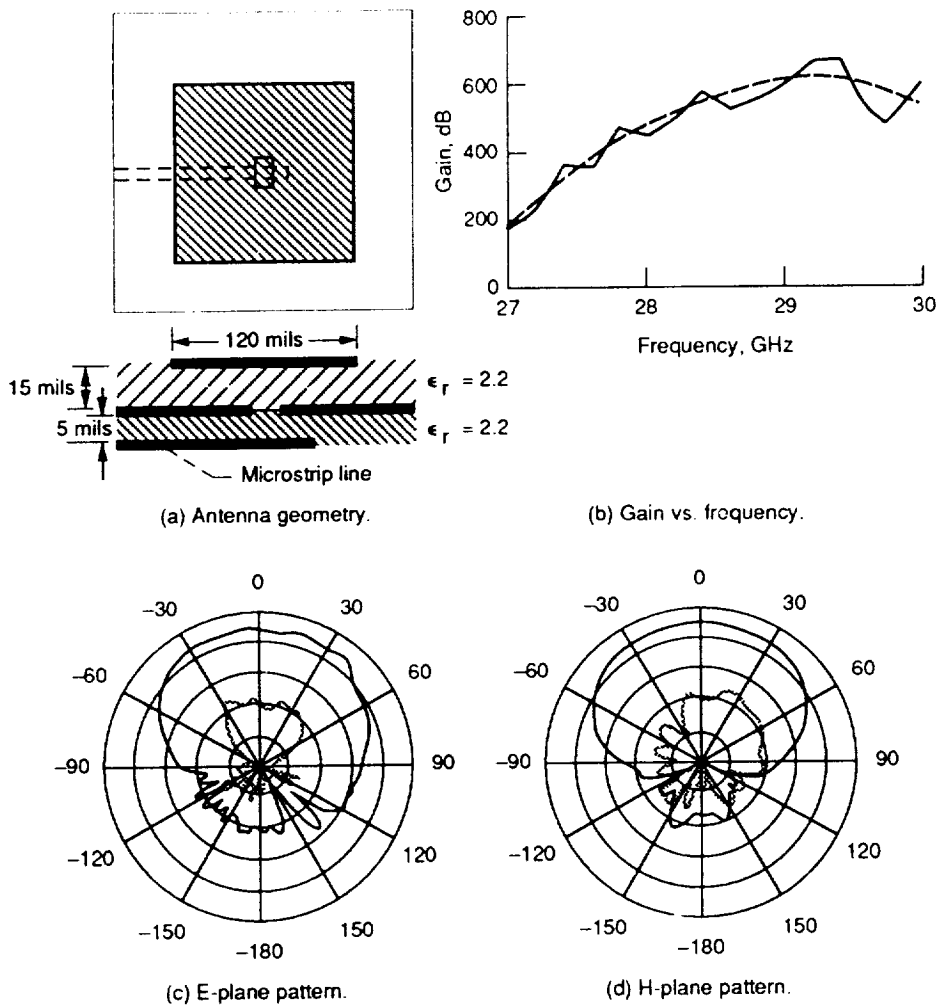 120 mils
15 mils
ϵr = 2.2
5 mils
ϵr = 2.2
Microstrip line
(a) Antenna geometry.
800
600
400
200
0
Gain, dB
27
28
29
30
Frequency, GHz
(b) Gain vs. frequency.
0
−30
30
−60
60
−90
90
−120
120
−150
150
−180
(c) E-plane pattern.
0
−30
30
−60
60
−90
90
−120
120
−150
150
−180
(d) H-plane pattern.